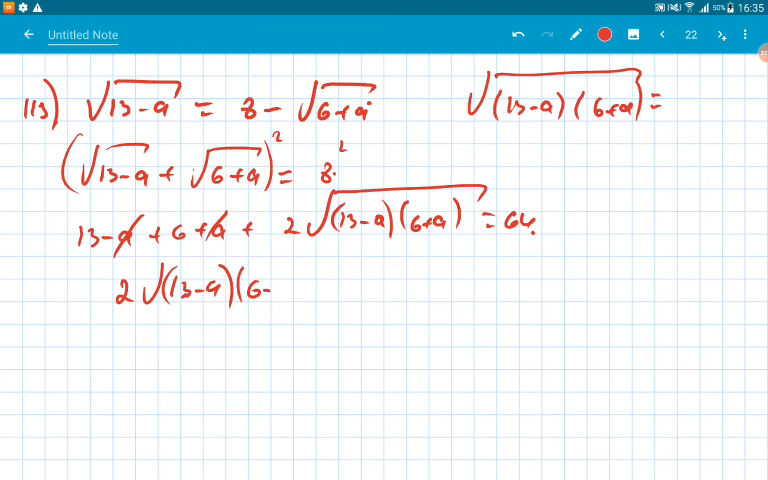 50% 16:35
Untitled Note 22
113) √(13-a) = 8 - √(6+a)
√((13-a)(6+a)) =
(√(13-a) + √(6+a))² = 8²
13-a + 6+a + 2√((13-a)(6+a)) = 64.
2√(13-a)(6-